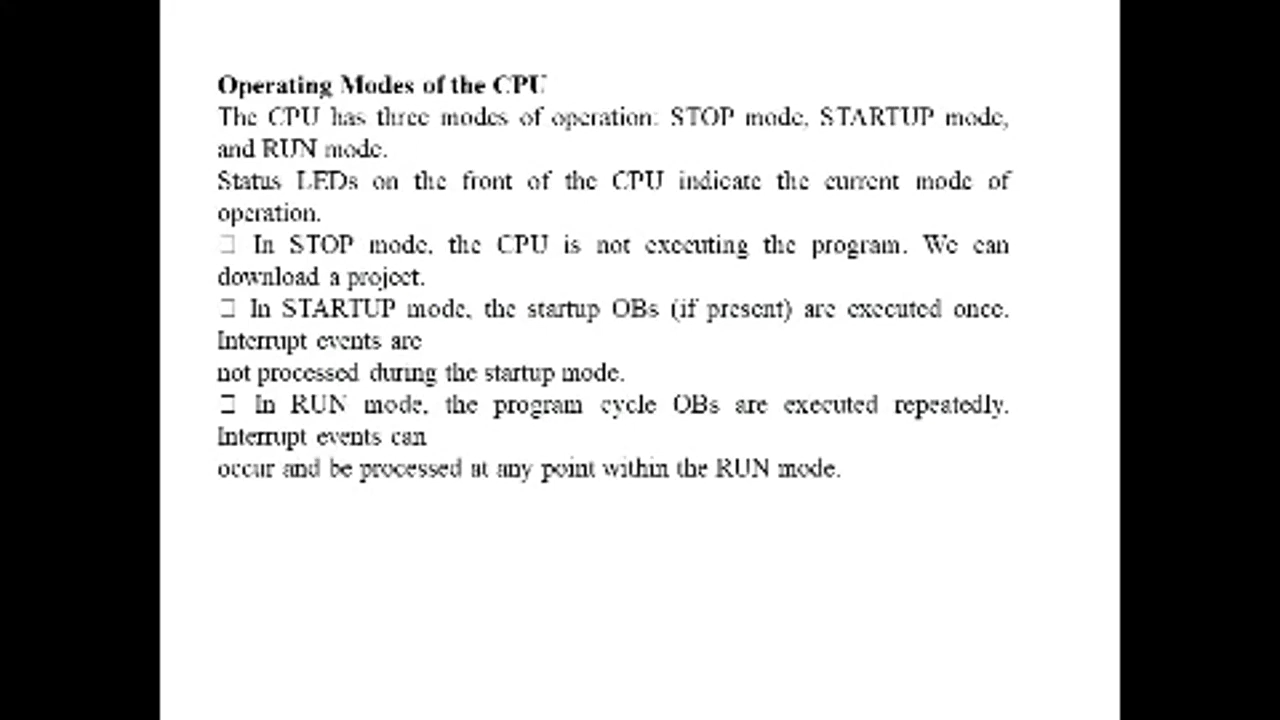 Operating Modes of the CPU
The CPU has three modes of operation: STOP mode, STARTUP mode,
and RUN mode.
Status LEDs on the front of the CPU indicate the current mode of
operation.
□ In STOP mode, the CPU is not executing the program. We can
download a project.
□ In STARTUP mode, the startup OBs (if present) are executed once.
Interrupt events are
not processed during the startup mode.
□ In RUN mode, the program cycle OBs are executed repeatedly.
Interrupt events can
occur and be processed at any point within the RUN mode.